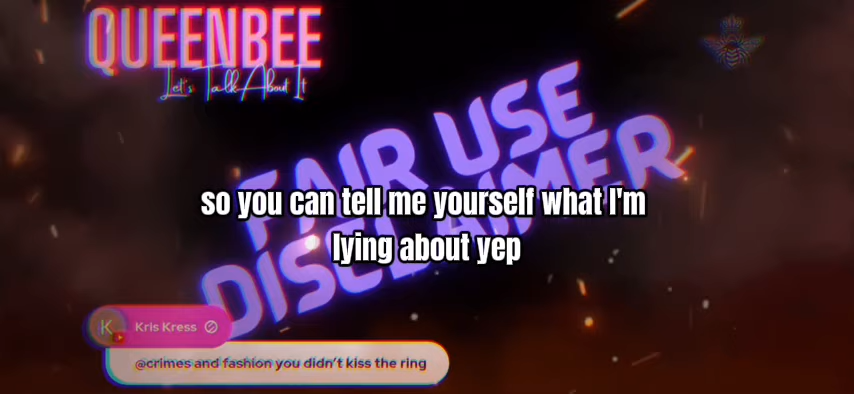 QUEENBEE
Let's Talk About It
FAIR USE
DISCLAIMER
so you can tell me yourself what I'm
lying about yep
K
Kris Kress
@crimes and fashion you didn't kiss the ring